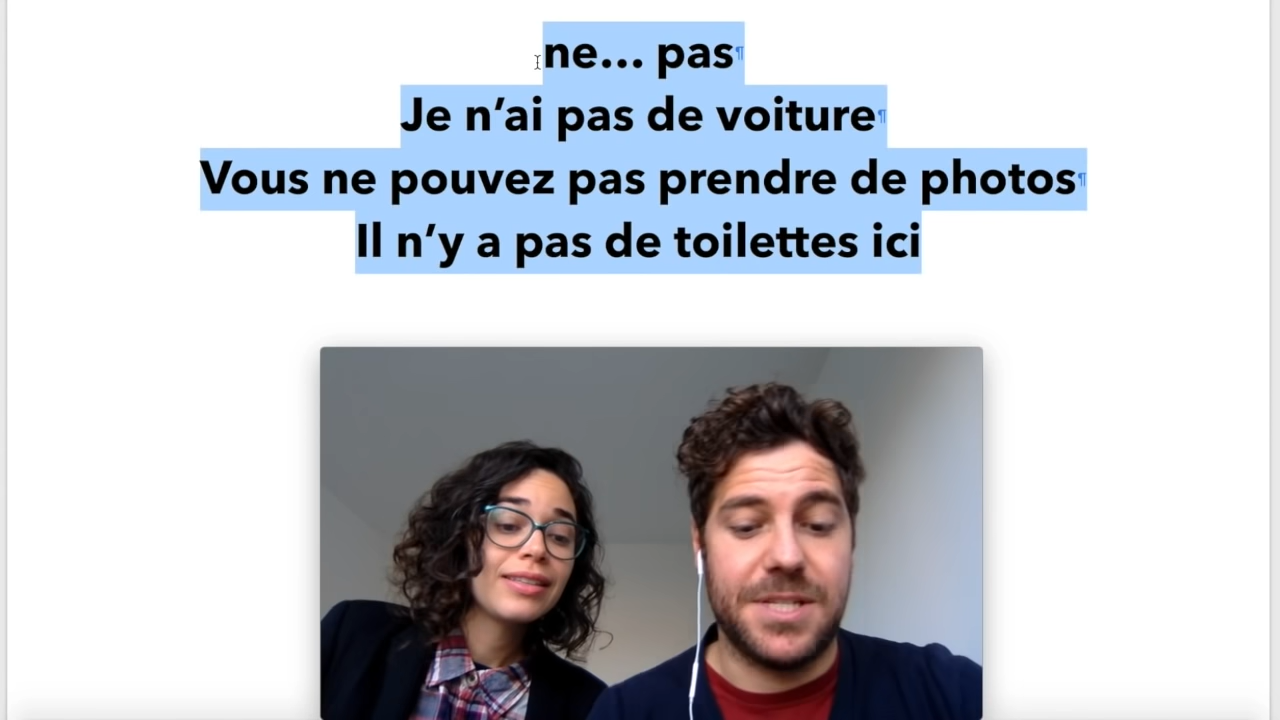 ne… pas
Je n’ai pas de voiture
Vous ne pouvez pas prendre de photos
Il n’y a pas de toilettes ici